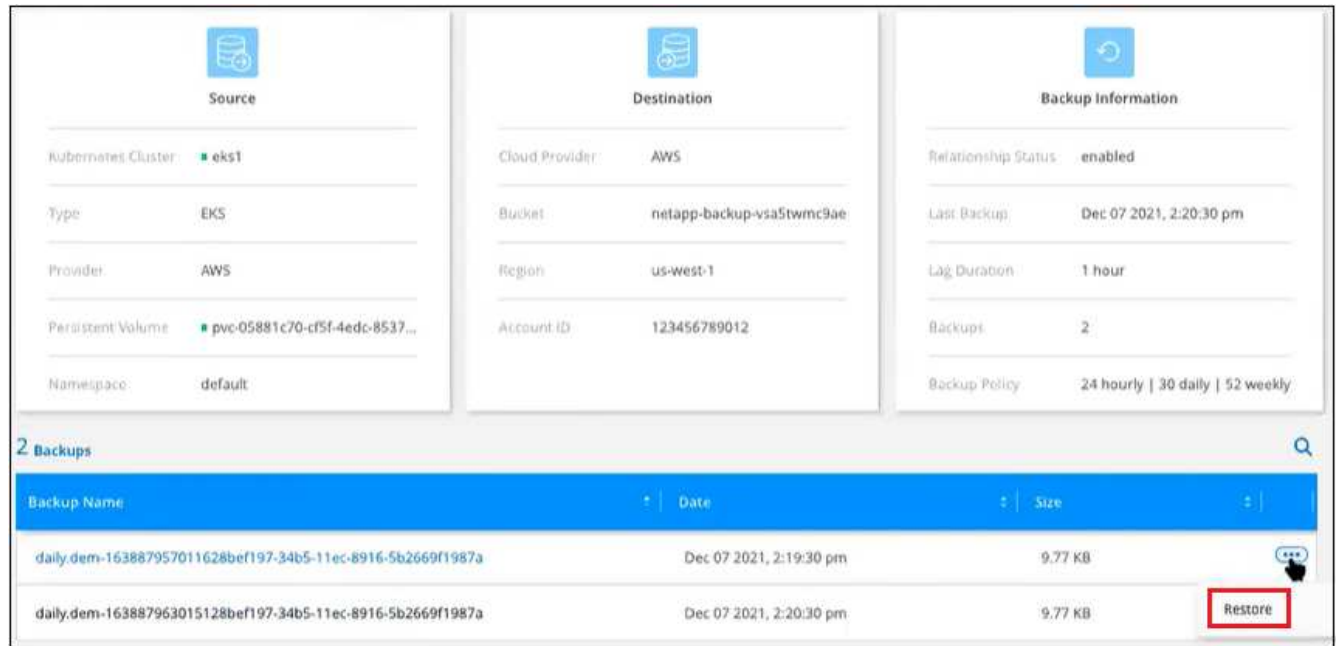 Source
Kubernetes Cluster eks1
Type EKS
Provider AWS
Persistent Volume pvc-05881c70-cf5f-4edc-8537...
Namespace default
Destination
Cloud Provider AWS
Bucket netapp-backup-vsa5twmc9ae
Region us-west-1
Account ID 123456789012
Backup Information
Relationship Status enabled
Last Backup Dec 07 2021, 2:20:30 pm
Lag Duration 1 hour
Backups 2
Backup Policy 24 hourly | 30 daily | 52 weekly
2 Backups
Backup Name Date Size
daily.dem-163887957011628bef197-34b5-11ec-8916-5b2669f1987a Dec 07 2021, 2:19:30 pm 9.77 KB
daily.dem-163887963015128bef197-34b5-11ec-8916-5b2669f1987a Dec 07 2021, 2:20:30 pm 9.77 KB
Restore